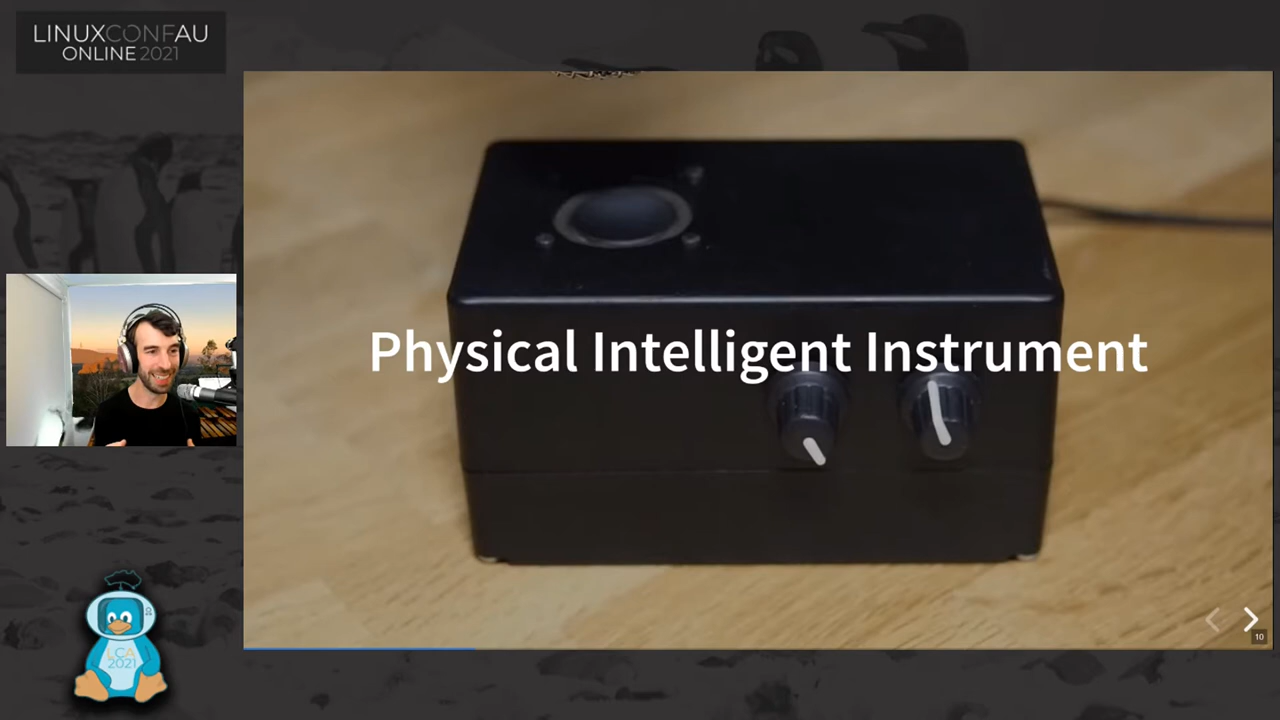 LINUXCONFAU
ONLINE 2021
Physical Intelligent Instrument
10
LCA
2021